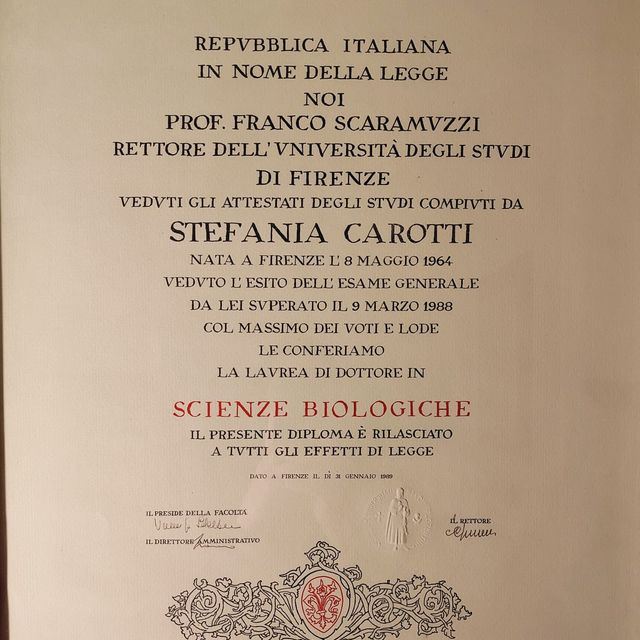 REPVBBLICA ITALIANA
IN NOME DELLA LEGGE
NOI
PROF. FRANCO SCARAMVZZI
RETTORE DELL'VNIVERSITÀ DEGLI STVDI
DI FIRENZE
VEDVTI GLI ATTESTATI DEGLI STVDI COMPIVTI DA
STEFANIA CAROTTI
NATA A FIRENZE L'8 MAGGIO 1964
VEDVTO L'ESITO DELL'ESAME GENERALE
DA LEI SVPERATO IL 9 MARZO 1988
COL MASSIMO DEI VOTI E LODE
LE CONFERIAMO
LA LAVREA DI DOTTORE IN
SCIENZE BIOLOGICHE
IL PRESENTE DIPLOMA È RILASCIATO
A TVTTI GLI EFFETTI DI LEGGE
DATO A FIRENZE IL DÌ 31 GENNAIO 1989
IL PRESIDE DELLA FACOLTÀ
IL DIRETTORE AMMINISTRATIVO
IL RETTORE